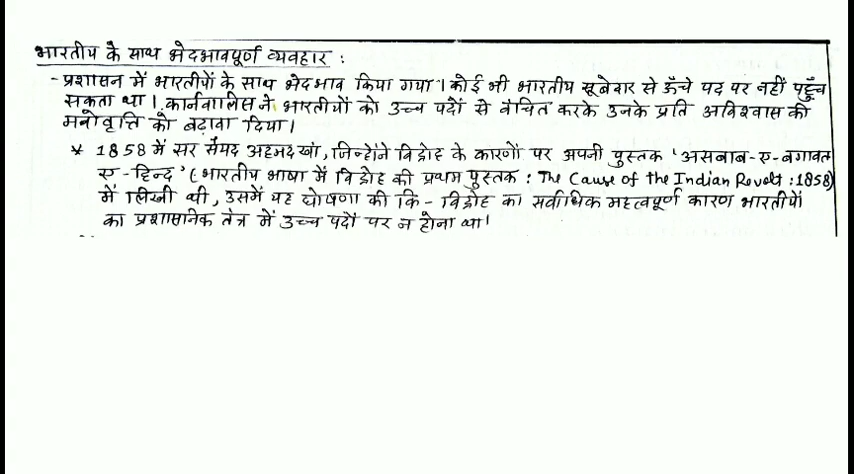 भारतीय के साथ भेदभावपूर्ण व्यवहार :
- प्रशासन में भारतीयों के साथ भेदभाव किया गया। कोई भी भारतीय सूबेदार से ऊँचे पद पर नहीं पहुँच
सकता था। कार्नवालिस ने भारतीयों को उच्च पदों से वंचित करके उनके प्रति अविश्वास की
मनोवृत्ति को बढ़ावा दिया।
* 1858 में सर सैयद अहमद खां, जिन्होंने विद्रोह के कारणों पर अपनी पुस्तक 'असबाब-ए-बगावत
ए-हिन्द' (भारतीय भाषा में विद्रोह की प्रथम पुस्तक : The Cause of the Indian Revolt : 1858)
में लिखी थी, उसमें यह घोषणा की कि - विद्रोह का सर्वाधिक महत्वपूर्ण कारण भारतीयों
का प्रशासनिक तंत्र में उच्च पदों पर न होना था।